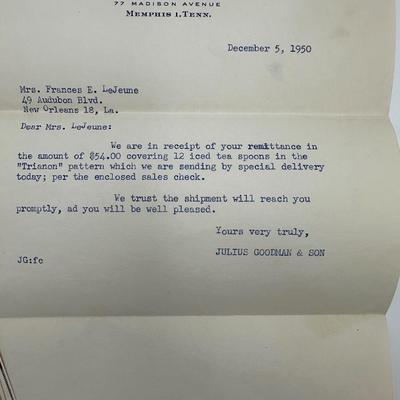 77 MADISON AVENUE
MEMPHIS 1, TENN.
December 5, 1950
Mrs. Frances E. LeJeune
49 Audubon Blvd.
New Orleans 18, La.
Dear Mrs. LeJeune:
We are in receipt of your remittance in
the amount of $54.00 covering 12 iced tea spoons in the
"Trianon" pattern which we are sending by special delivery
today; per the enclosed sales check.
We trust the shipment will reach you
promptly, ad you will be well pleased.
Yours very truly,
JULIUS GOODMAN & SON
JG:fc